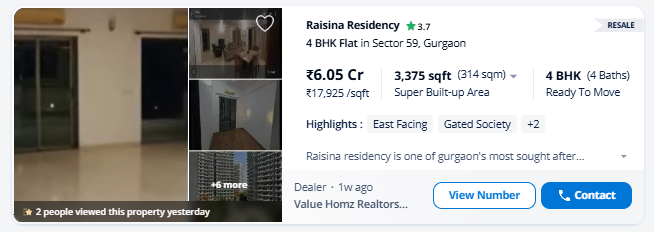 Raisina Residency ★ 3.7
RESALE
4 BHK Flat in Sector 59, Gurgaon
₹6.05 Cr
₹17,925 /sqft
3,375 sqft (314 sqm)
Super Built-up Area
4 BHK (4 Baths)
Ready To Move
Highlights : East Facing Gated Society +2
Raisina residency is one of gurgaon's most sought after...
+6 more
2 people viewed this property yesterday
Dealer · 1w ago
Value Homz Realtors...
View Number
Contact